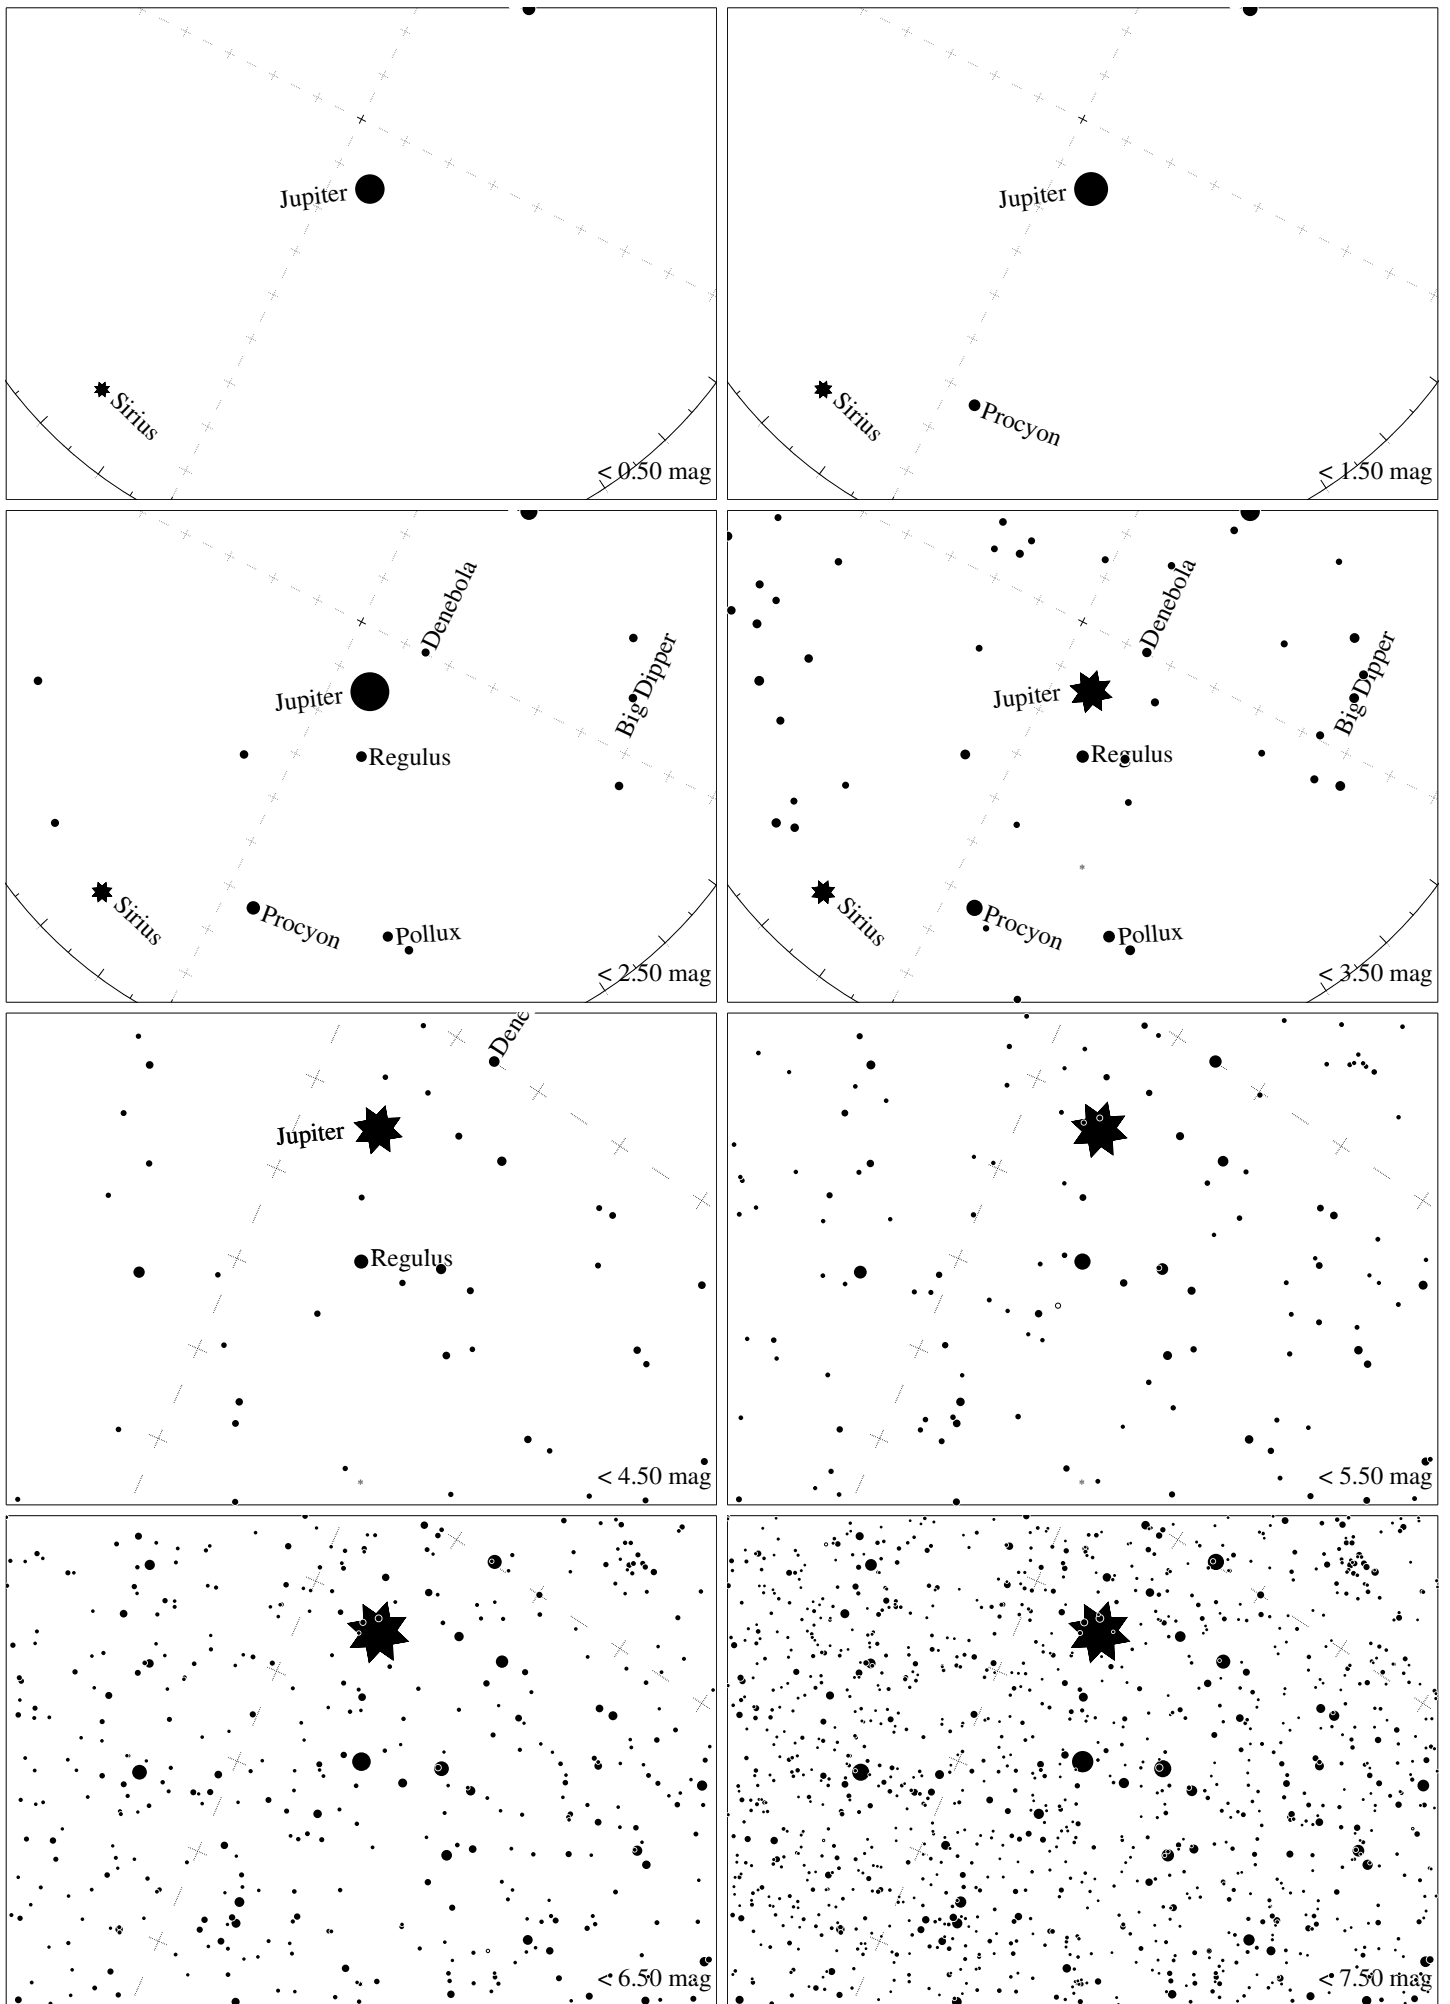 Jupiter
Sirius
< 0.50 mag
Jupiter
Sirius
Procyon
< 1.50 mag
Denebola
Big Dipper
Jupiter
Regulus
Sirius
Procyon
Pollux
< 2.50 mag
Denebola
Big Dipper
Jupiter
Regulus
Sirius
Procyon
Pollux
< 3.50 mag
Dene
Jupiter
Regulus
< 4.50 mag
< 5.50 mag
< 6.50 mag
< 7.50 mag